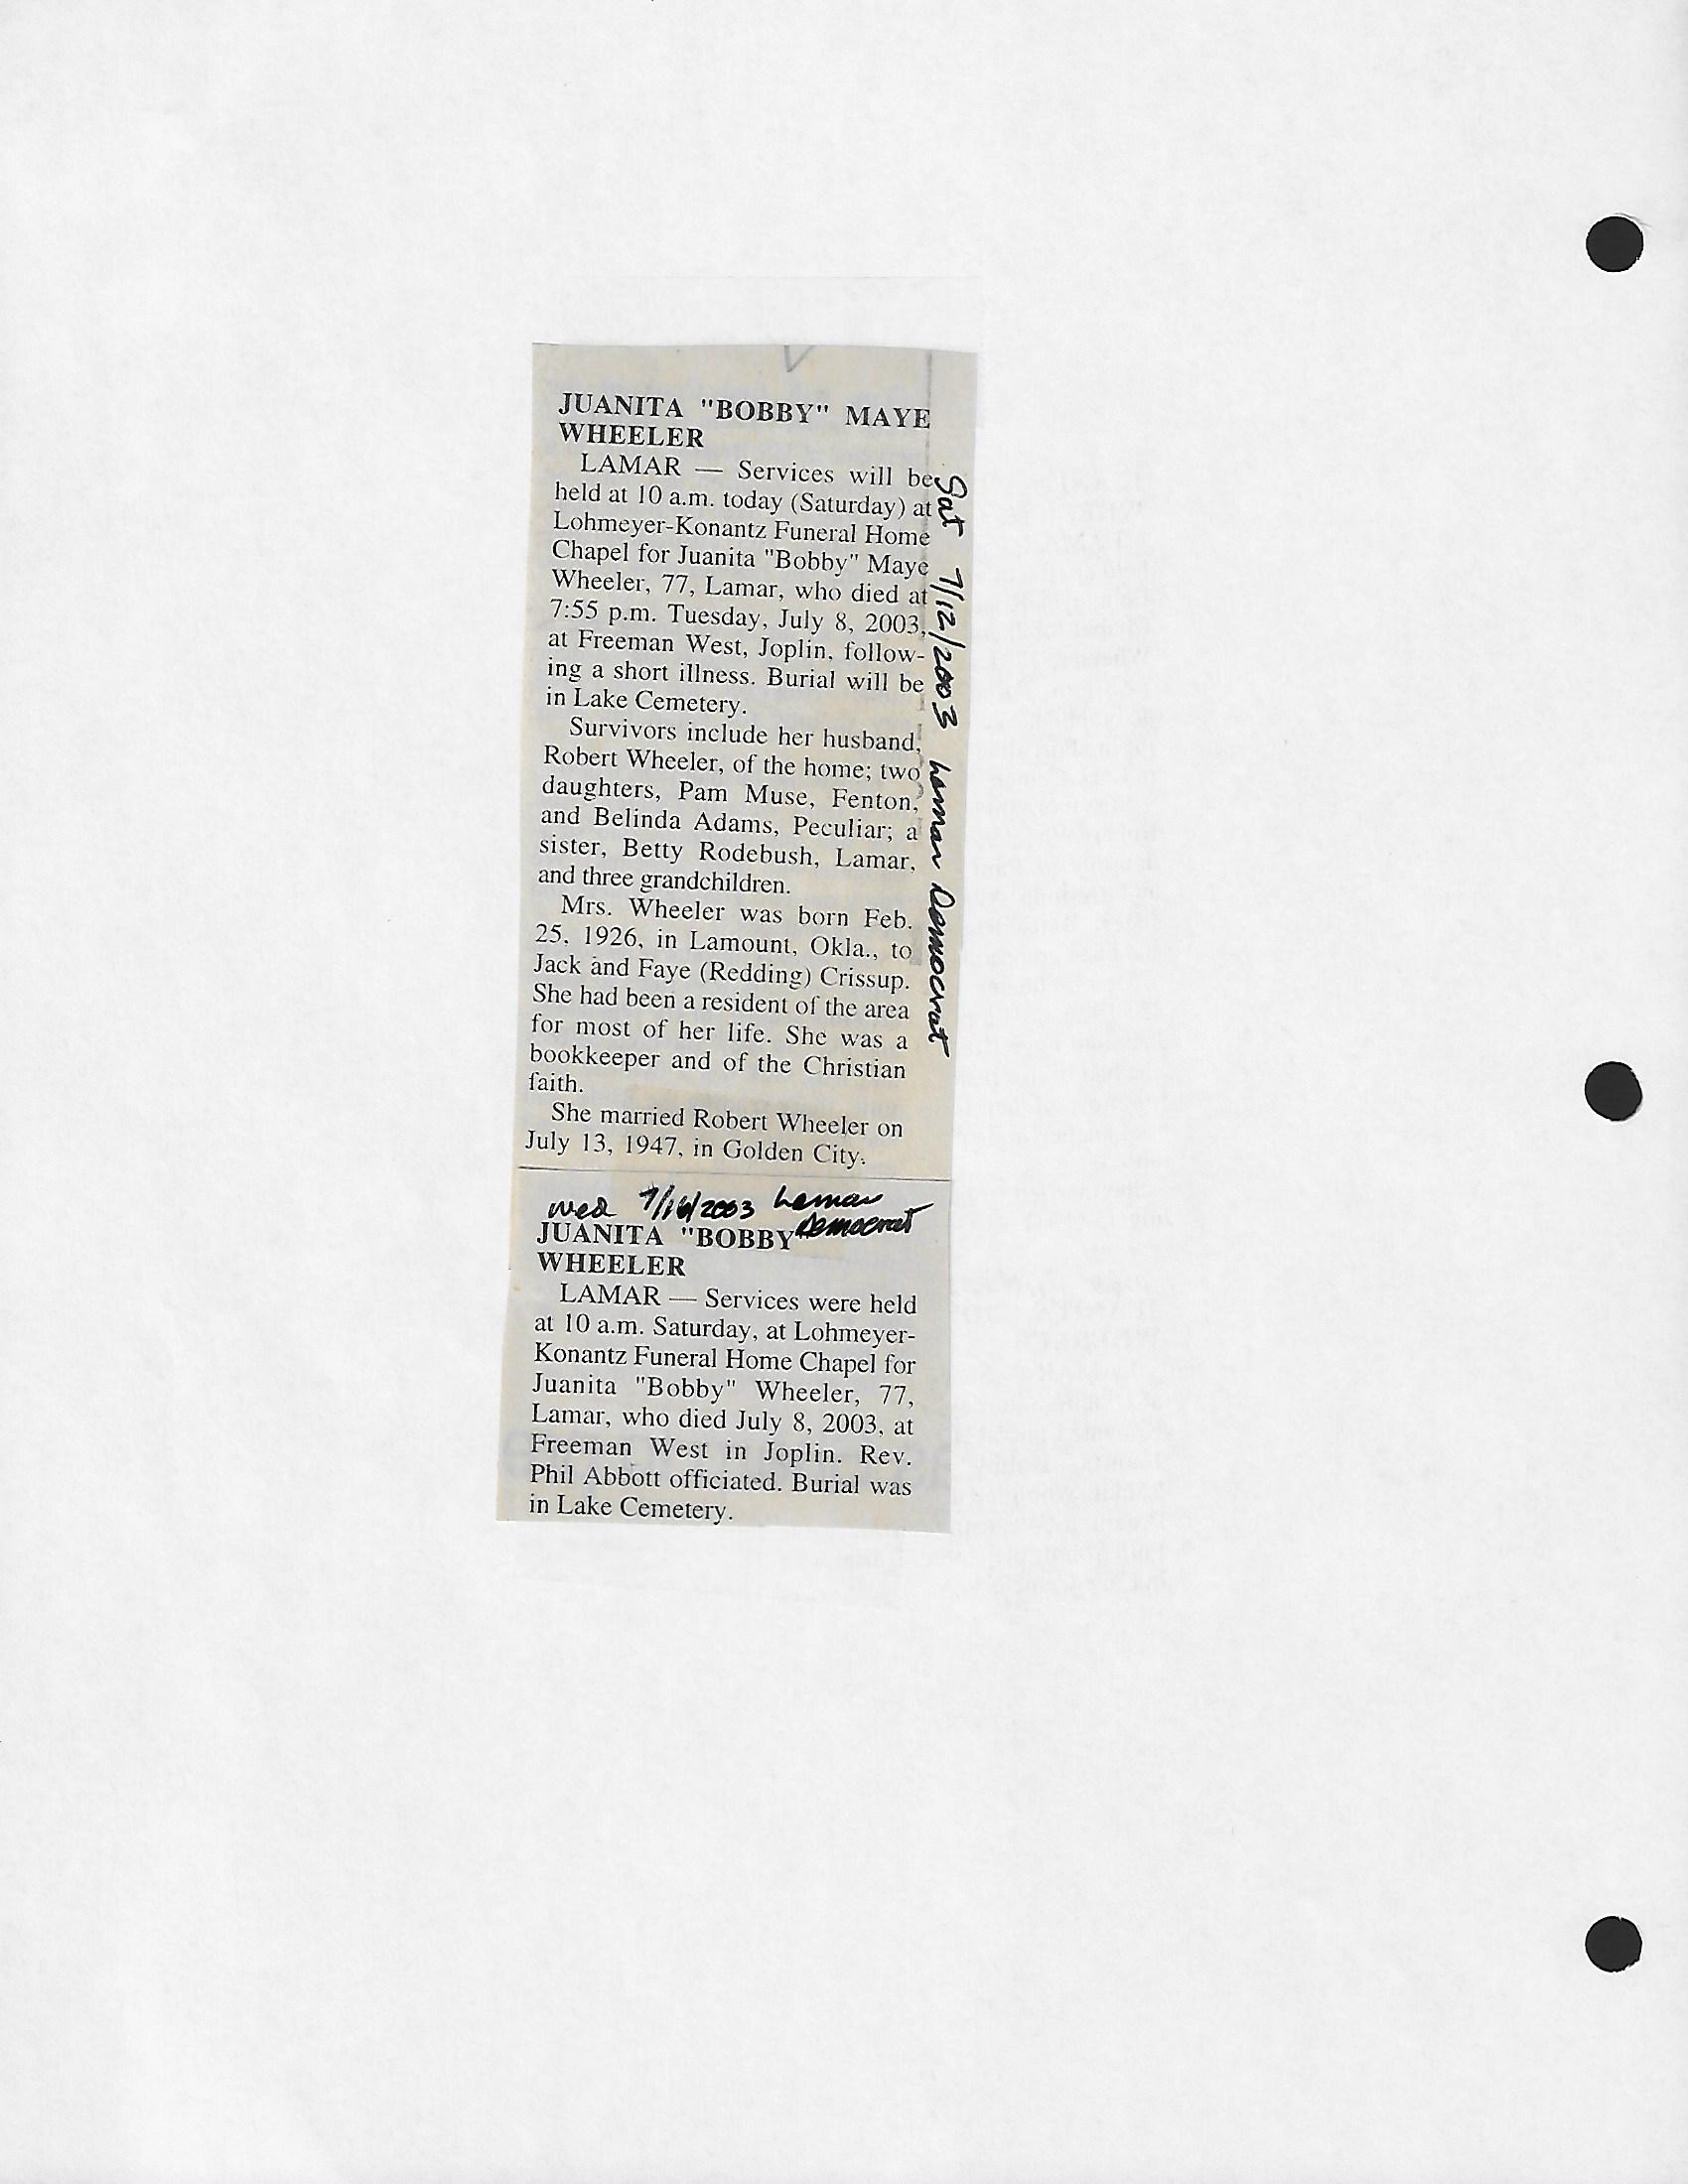 JUANITA "BOBBY" MAYE
WHEELER
LAMAR — Services will be
held at 10 a.m. today (Saturday) at
Lohmeyer-Konantz Funeral Home
Chapel for Juanita "Bobby" Maye
Wheeler, 77, Lamar, who died at
7:55 p.m. Tuesday, July 8, 2003,
at Freeman West, Joplin, follow-
ing a short illness. Burial will be
in Lake Cemetery.
Survivors include her husband,
Robert Wheeler, of the home; two
daughters, Pam Muse, Fenton,
and Belinda Adams, Peculiar; a
sister, Betty Rodebush, Lamar,
and three grandchildren.
Mrs. Wheeler was born Feb.
25, 1926, in Lamount, Okla., to
Jack and Faye (Redding) Crissup.
She had been a resident of the area
for most of her life. She was a
bookkeeper and of the Christian
faith.
She married Robert Wheeler on
July 13, 1947, in Golden City.
Sat 7/12/2003 Lamar Democrat
Wed 7/16/2003 Lamar
Democrat
JUANITA "BOBBY
WHEELER
LAMAR — Services were held
at 10 a.m. Saturday, at Lohmeyer-
Konantz Funeral Home Chapel for
Juanita "Bobby" Wheeler, 77,
Lamar, who died July 8, 2003, at
Freeman West in Joplin. Rev.
Phil Abbott officiated. Burial was
in Lake Cemetery.